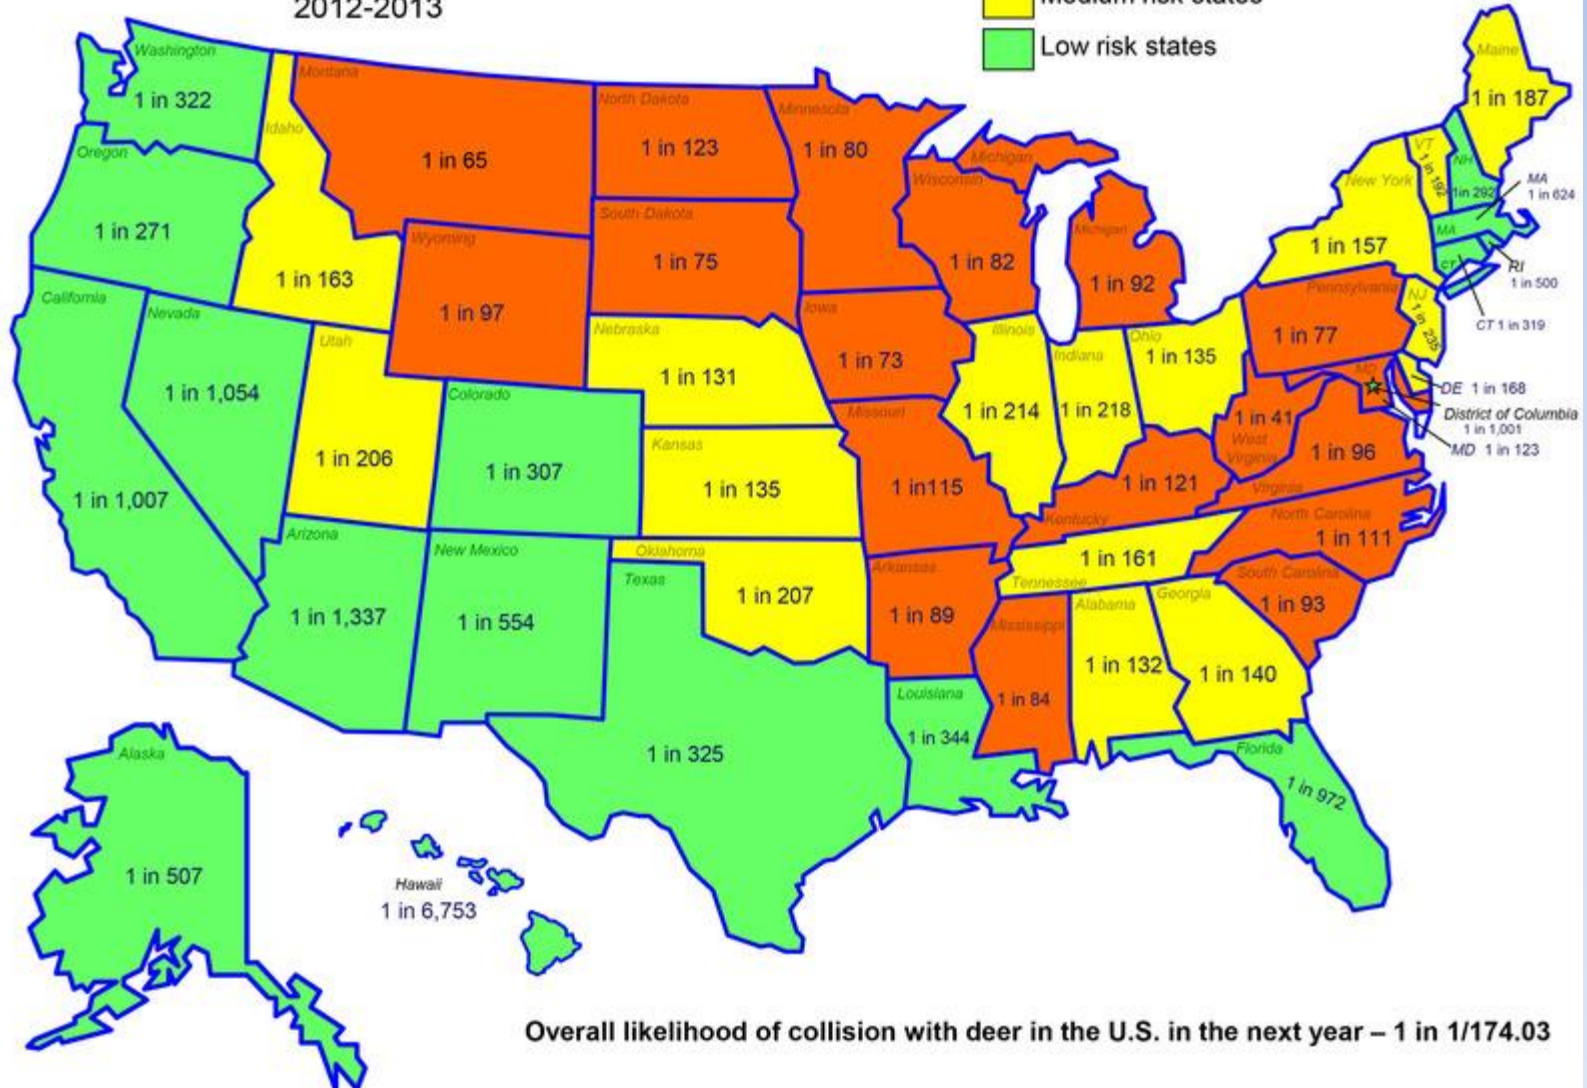 2012-2013
Medium risk states
Low risk states
Washington
1 in 322
Oregon
1 in 271
California
1 in 1,007
Nevada
1 in 1,054
Idaho
1 in 163
Montana
1 in 65
Wyoming
1 in 97
Utah
1 in 206
Colorado
1 in 307
Arizona
1 in 1,337
New Mexico
1 in 554
North Dakota
1 in 123
South Dakota
1 in 75
Nebraska
1 in 131
Kansas
1 in 135
Oklahoma
1 in 207
Texas
1 in 325
Minnesota
1 in 80
Iowa
1 in 73
Missouri
1 in115
Arkansas
1 in 89
Louisiana
1 in 344
Wisconsin
1 in 82
Michigan
Michigan
1 in 92
Illinois
1 in 214
Indiana
1 in 218
Ohio
1 in 135
Kentucky
1 in 121
Tennessee
1 in 161
Mississippi
1 in 84
Alabama
1 in 132
Georgia
1 in 140
Florida
1 in 972
South Carolina
1 in 93
North Carolina
1 in 111
Virginia
1 in 96
West
Virginia
1 in 41
Pennsylvania
1 in 77
New York
1 in 157
Maine
1 in 187
VT
1 in 192
NH
1in 292
MA
MA
1 in 624
RI
1 in 500
CT
CT 1 in 319
NJ
1 in 235
MD
DE 1 in 168
District of Columbia
1 in 1,001
MD 1 in 123
Alaska
1 in 507
Hawaii
1 in 6,753
Overall likelihood of collision with deer in the U.S. in the next year – 1 in 1/174.03